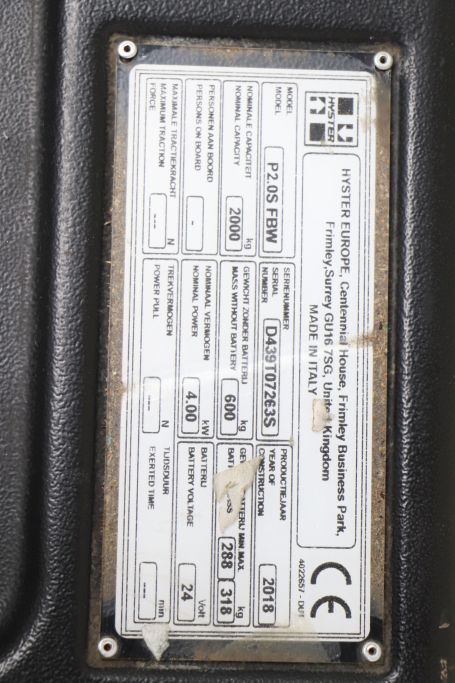 HYSTER
HYSTER EUROPE, Centennial House, Frimley Business Park,
Frimley, Surrey GU16 7SG, United Kingdom
MADE IN ITALY
CE
4022657 - DUT
MODEL
MODEL
P2.0S FBW
SERIENUMMER
SERIAL
NUMBER
D439T07263S
PRODUCTIEJAAR
YEAR OF
CONSTRUCTION
2018
NOMINALE CAPACITEIT
NOMINAL CAPACITY
2000 kg
GEWICHT ZONDER BATTERIJ
MASS WITHOUT BATTERY
600 kg
MIN. MAX.
288 318 kg
PERSONEN AAN BOORD
PERSONS ON BOARD
-
NOMINAAL VERMOGEN
NOMINAL POWER
4.00 kW
BATTERIJ
BATTERY VOLTAGE
24 Volt
MAXIMALE TRACTIEKRACHT
MAXIMUM TRACTION
FORCE
--- N
TREKVERMOGEN
POWER PULL
--- N
TIJDSDUUR
EXERTED TIME
--- min